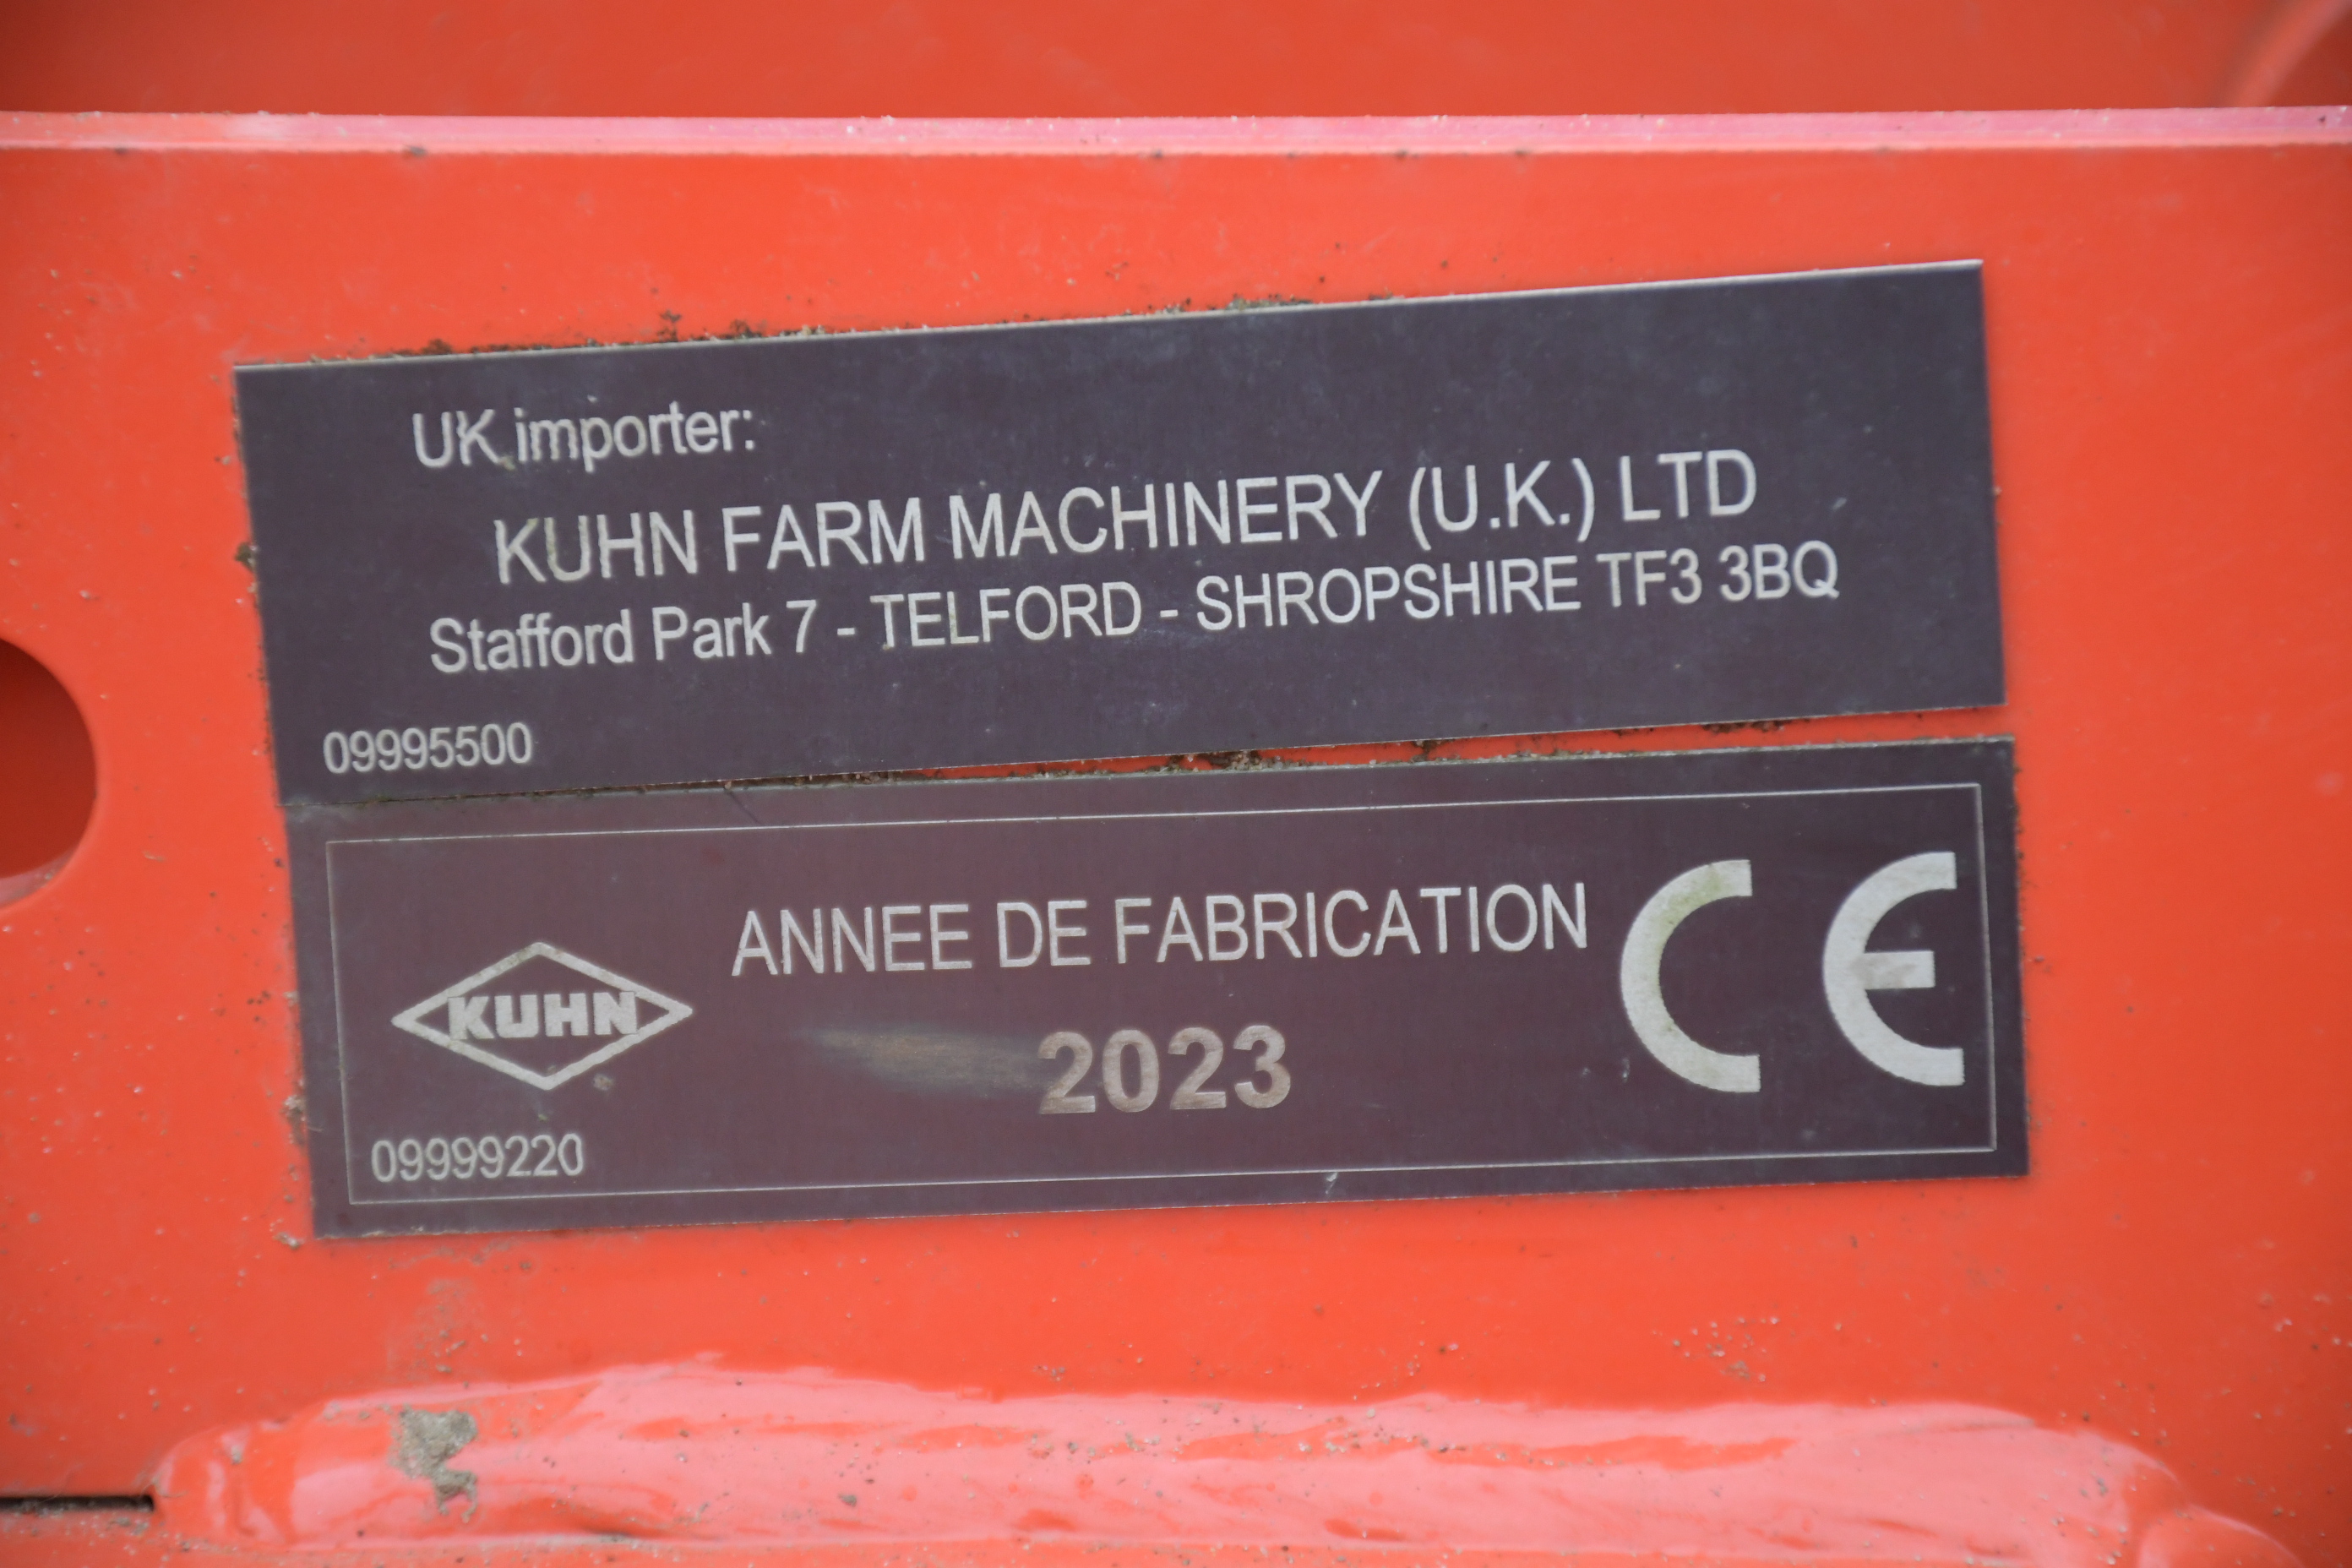 UK importer:
KUHN FARM MACHINERY (U.K.) LTD
Stafford Park 7 - TELFORD - SHROPSHIRE TF3 3BQ
09995500
ANNEE DE FABRICATION
CE
KUHN
2023
09999220